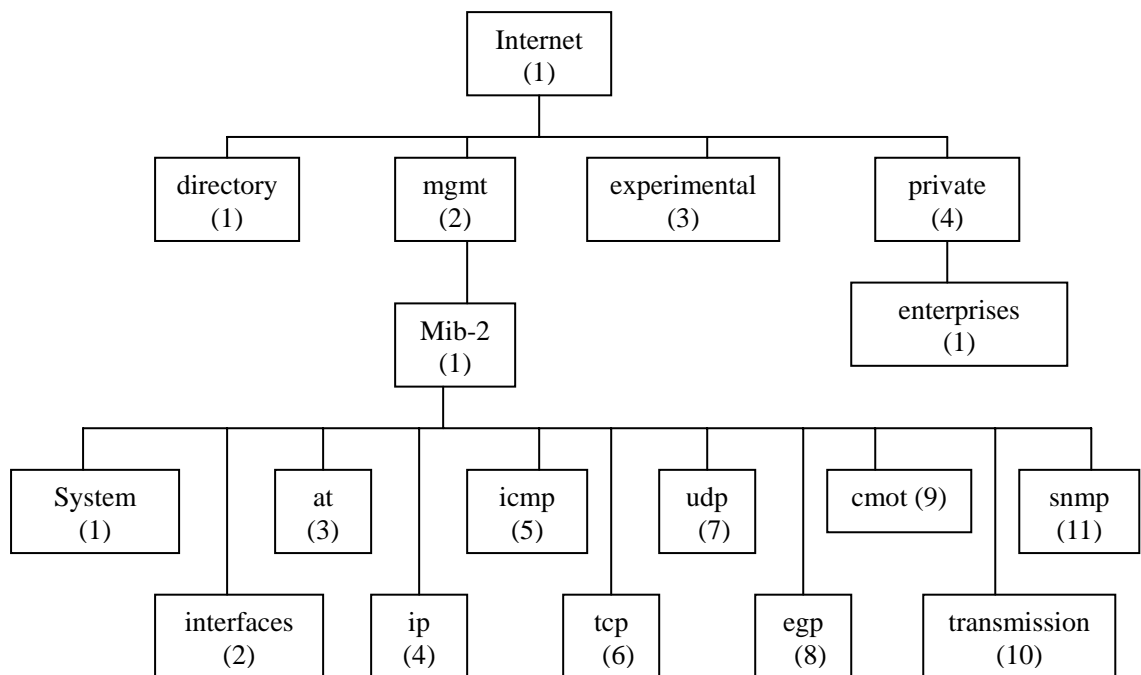 Internet
(1)
directory
(1)
mgmt
(2)
experimental
(3)
private
(4)
Mib-2
(1)
enterprises
(1)
System
(1)
at
(3)
icmp
(5)
udp
(7)
cmot (9)
snmp
(11)
interfaces
(2)
ip
(4)
tcp
(6)
egp
(8)
transmission
(10)